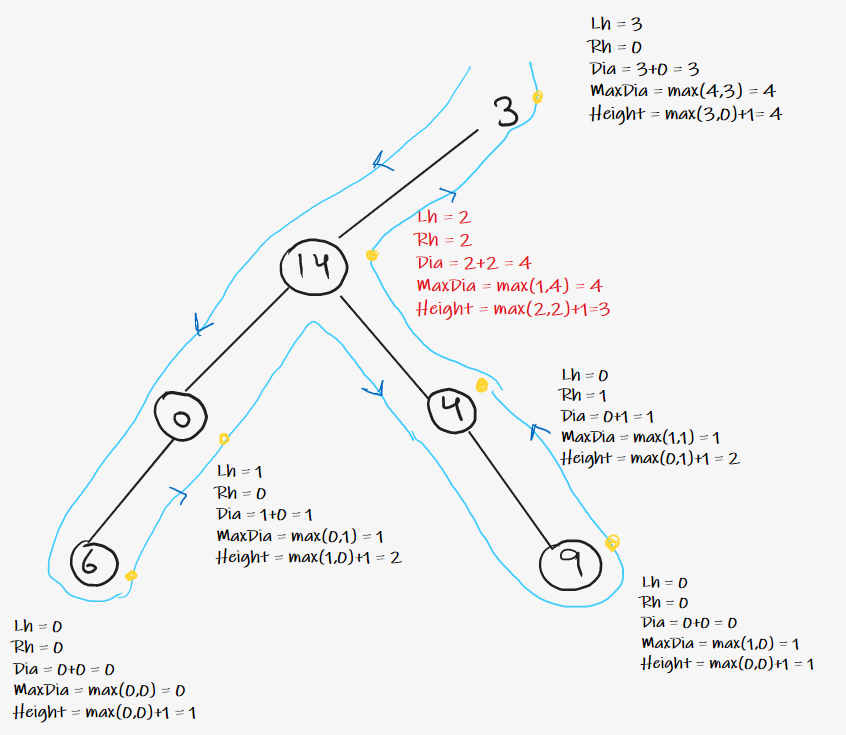 Lh = 3
Rh = 0
Dia = 3+0 = 3
MaxDia = max(4,3) = 4
Height = max(3,0)+1= 4
3
Lh = 2
Rh = 2
Dia = 2+2 = 4
MaxDia = max(1,4) = 4
Height = max(2,2)+1=3
14
Lh = 0
Rh = 1
Dia = 0+1 = 1
MaxDia = max(1,1) = 1
Height = max(0,1)+1 = 2
0
4
Lh = 1
Rh = 0
Dia = 1+0 = 1
MaxDia = max(0,1) = 1
Height = max(1,0)+1 = 2
6
9
Lh = 0
Rh = 0
Dia = 0+0 = 0
MaxDia = max(1,0) = 1
Height = max(0,0)+1 = 1
Lh = 0
Rh = 0
Dia = 0+0 = 0
MaxDia = max(0,0) = 0
Height = max(0,0)+1 = 1